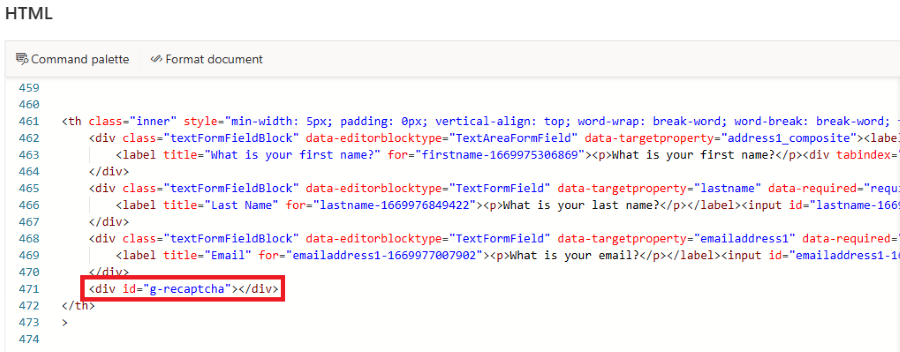 HTML
Command palette Format document
459
460
461 <th class="inner" style="min-width: 5px; padding: 0px; vertical-align: top; word-wrap: break-word; word-break: break-word;
462 <div class="textFormFieldBlock" data-editorblocktype="TextAreaFormField" data-targetproperty="address1_composite"><label
463 <label title="What is your first name?" for="firstname-1669975306869"><p>What is your first name?</p><div tabindex="
464 </div>
465 <div class="textFormFieldBlock" data-editorblocktype="TextFormField" data-targetproperty="lastname" data-required="requi
466 <label title="Last Name" for="lastname-1669976849422"><p>What is your last name?</p></label><input id="lastname-1669
467 </div>
468 <div class="textFormFieldBlock" data-editorblocktype="TextFormField" data-targetproperty="emailaddress1" data-required="
469 <label title="Email" for="emailaddress1-1669977007902"><p>What is your email?</p></label><input id="emailaddress1-16
470 </div>
471 <div id="g-recaptcha"></div>
472 </th>
473 >
474